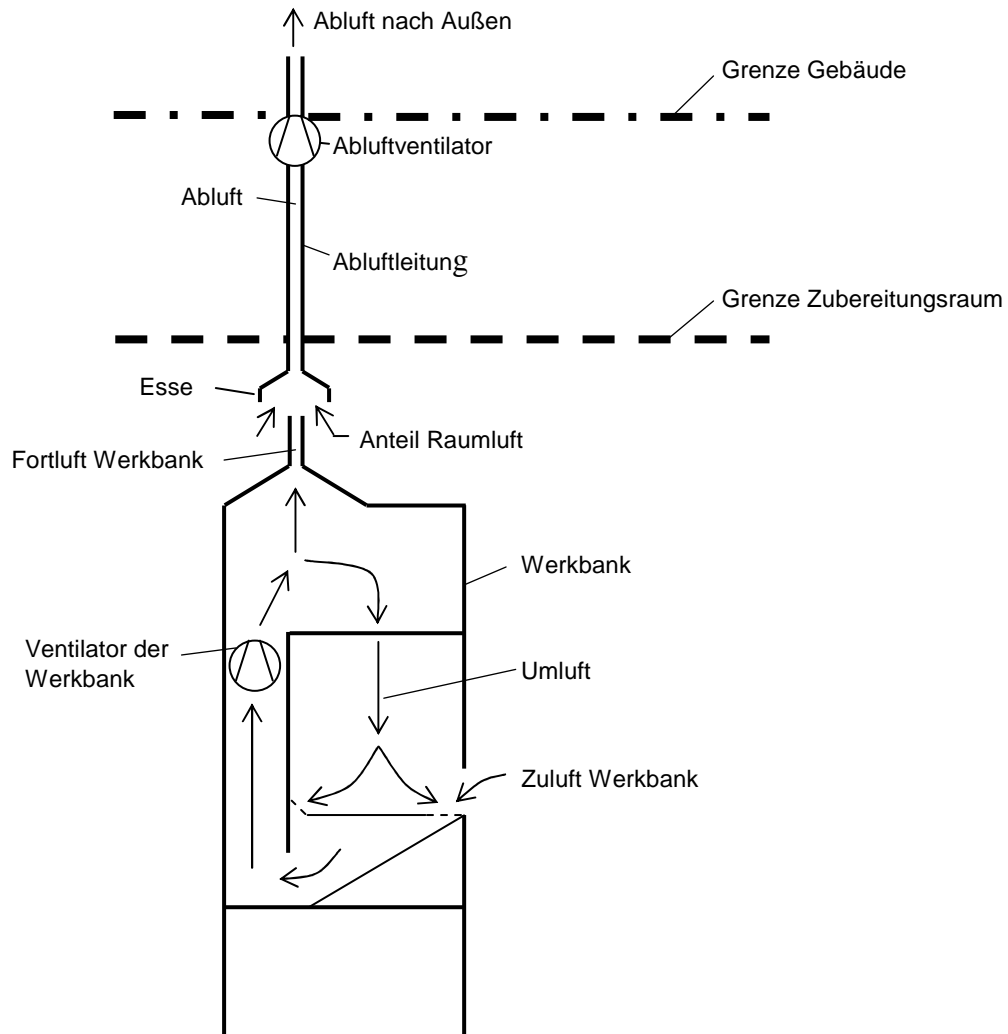 Abluft nach Außen
Grenze Gebäude
Abluftventilator
Abluft
Abluftleitung
Grenze Zubereitungsraum
Esse
Anteil Raumluft
Fortluft Werkbank
Werkbank
Ventilator der
Werkbank
Umluft
Zuluft Werkbank